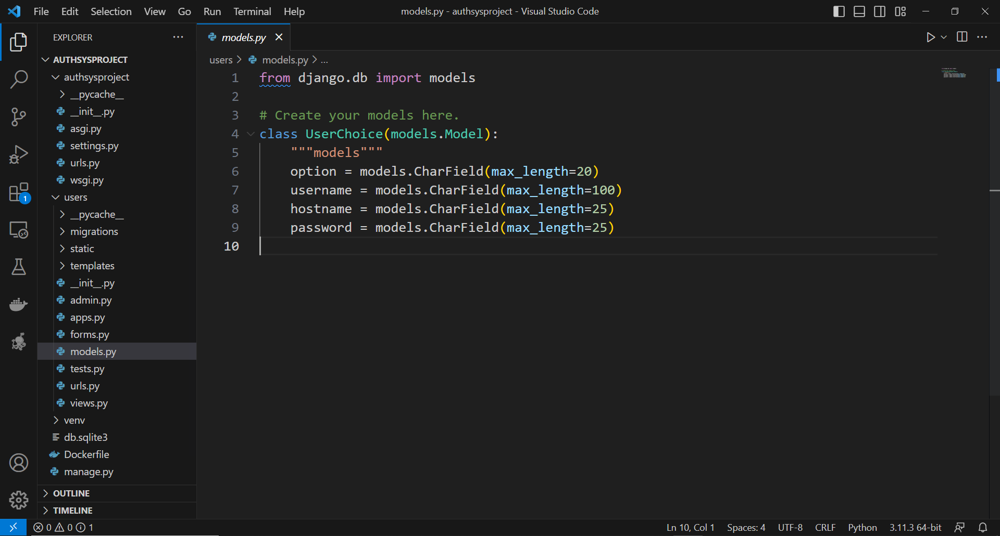 File Edit Selection View Go Run Terminal Help
models.py - authsysproject - Visual Studio Code
EXPLORER
AUTHSYSPROJECT
authsysproject
__pycache__
__init__.py
asgi.py
settings.py
urls.py
wsgi.py
users
__pycache__
migrations
static
templates
__init__.py
admin.py
apps.py
forms.py
models.py
tests.py
urls.py
views.py
venv
db.sqlite3
Dockerfile
manage.py
OUTLINE
TIMELINE
1
models.py
users > models.py > ...
1 from django.db import models
2
3 # Create your models here.
4 class UserChoice(models.Model):
5 """models"""
6 option = models.CharField(max_length=20)
7 username = models.CharField(max_length=100)
8 hostname = models.CharField(max_length=25)
9 password = models.CharField(max_length=25)
10
0 0 1
Ln 10, Col 1 Spaces: 4 UTF-8 CRLF Python 3.11.3 64-bit